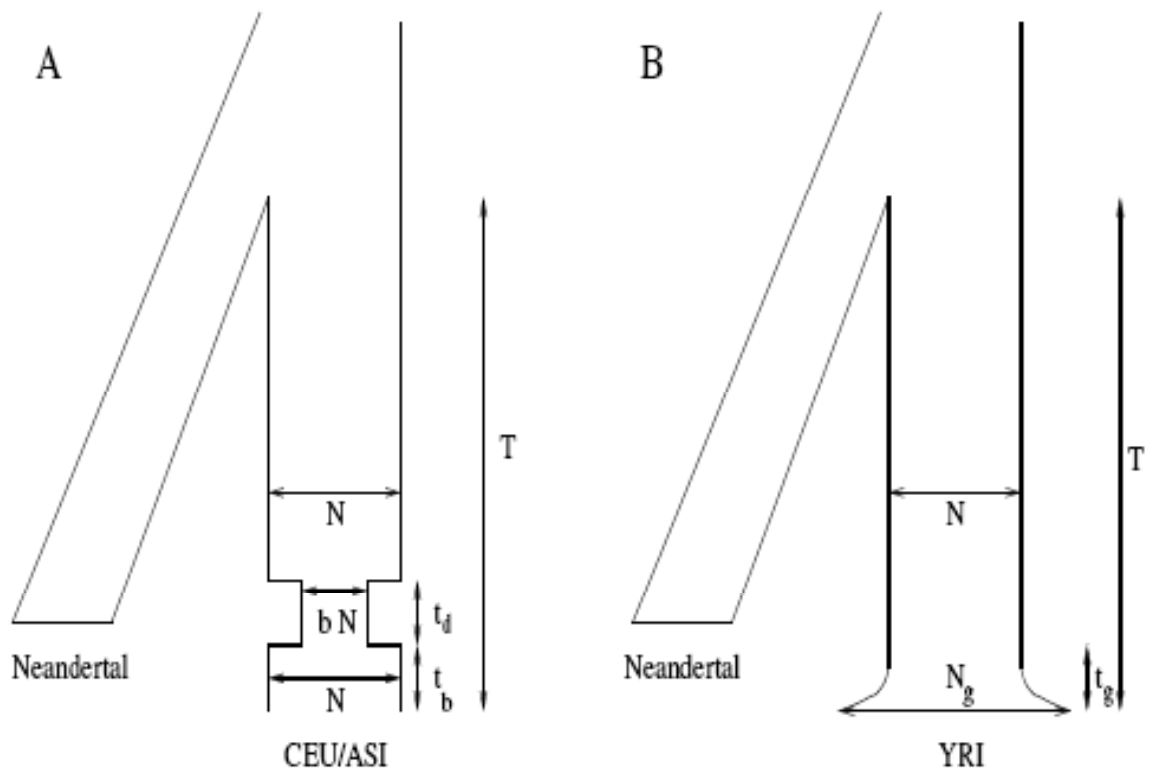 A
T
N
b N
t_d
N
t_b
Neandertal
CEU/ASI
B
T
N
N_g
t_g
Neandertal
YRI